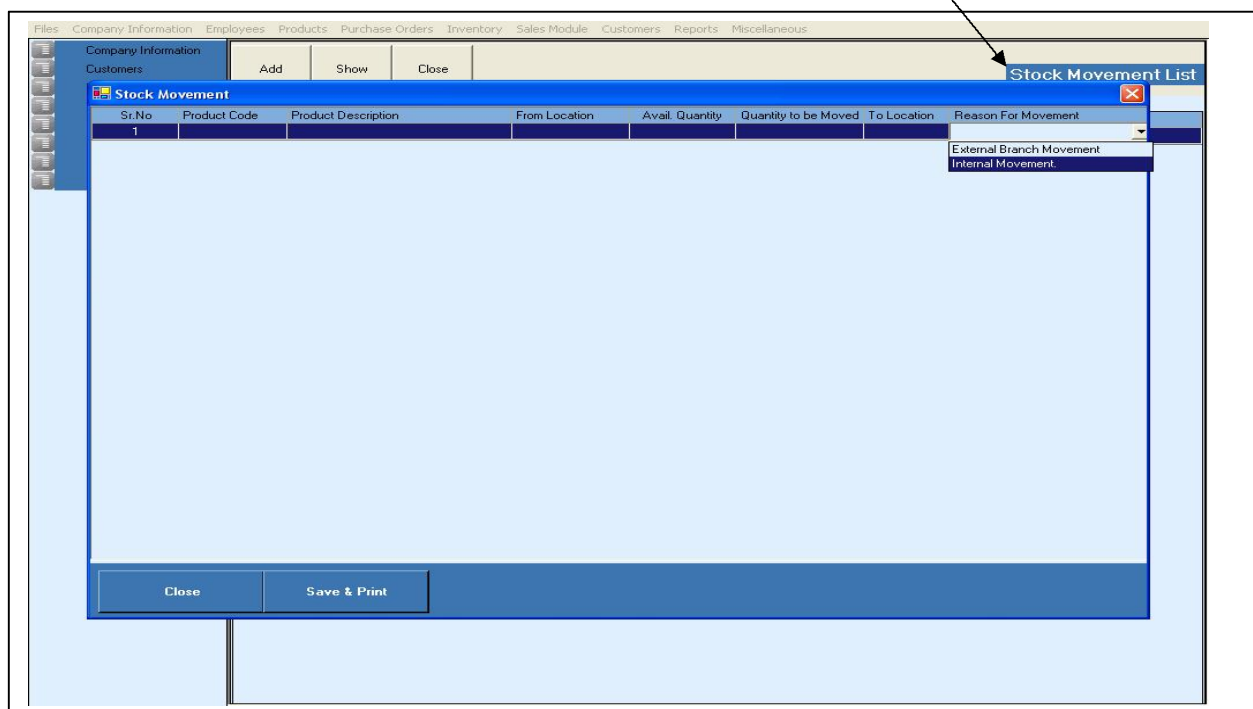 Files Company Information Employees Products Purchase Orders Inventory Sales Module Customers Reports Miscellaneous
Company Information
Customers
Add Show Close
Stock Movement List
Stock Movement
Sr.No Product Code Product Description From Location Avail. Quantity Quantity to be Moved To Location Reason For Movement
1
External Branch Movement
Internal Movement.
Close Save & Print